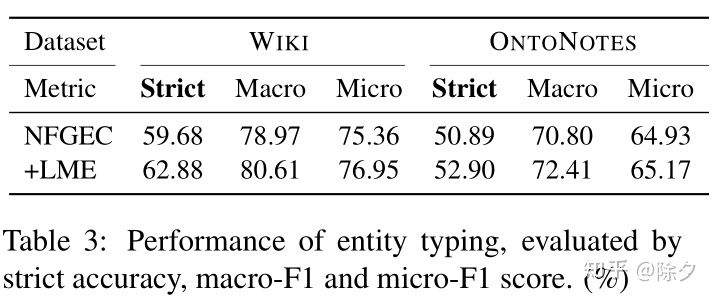 Dataset WIKI ONTONOTES
Metric Strict Macro Micro Strict Macro Micro
NFGEC 59.68 78.97 75.36 50.89 70.80 64.93
+LME 62.88 80.61 76.95 52.90 72.41 65.17
Table 3: Performance of entity typing, evaluated by
strict accuracy, macro-F1 and micro-F1 score. (%)
知乎 @除夕